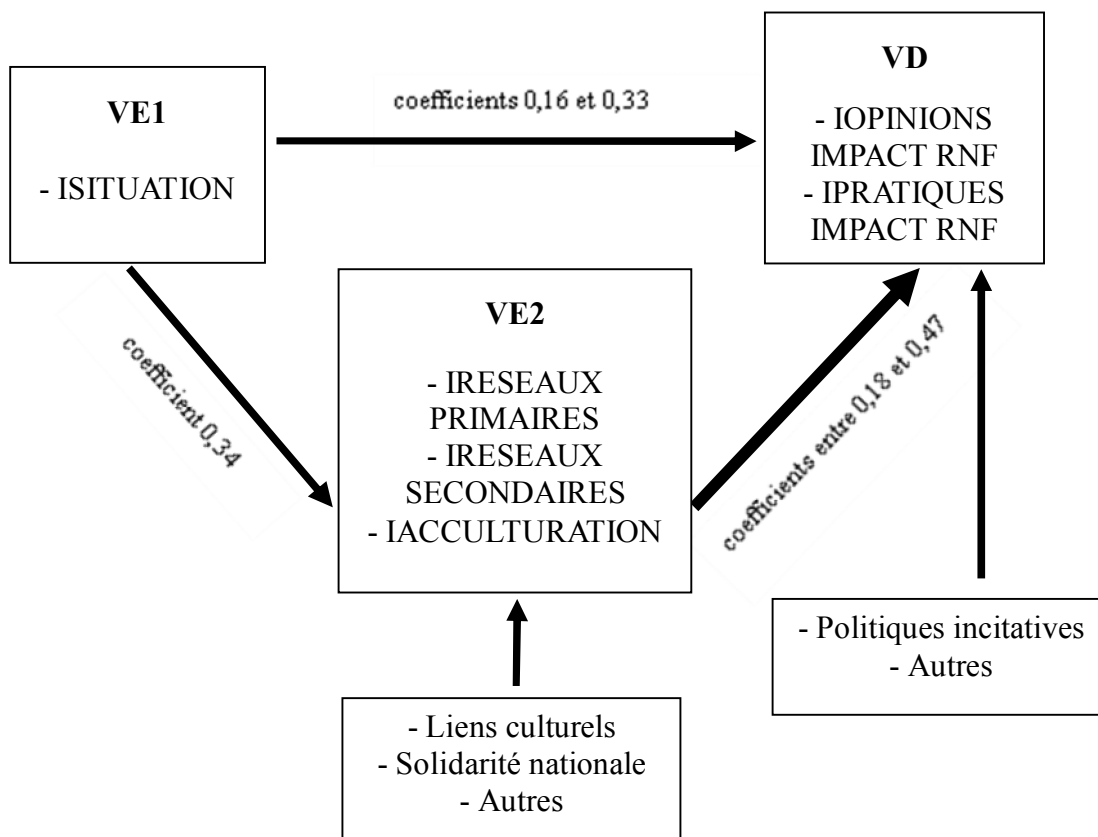 VE1
- ISITUATION
coefficients 0,16 et 0,33
VD
- IOPINIONS
IMPACT RNF
- IPRATIQUES
IMPACT RNF
coefficient 0,34
VE2
- IRESEAUX
PRIMAIRES
- IRESEAUX
SECONDAIRES
- IACCULTURATION
coefficients entre 0,18 et 0,47
- Politiques incitatives
- Autres
- Liens culturels
- Solidarité nationale
- Autres